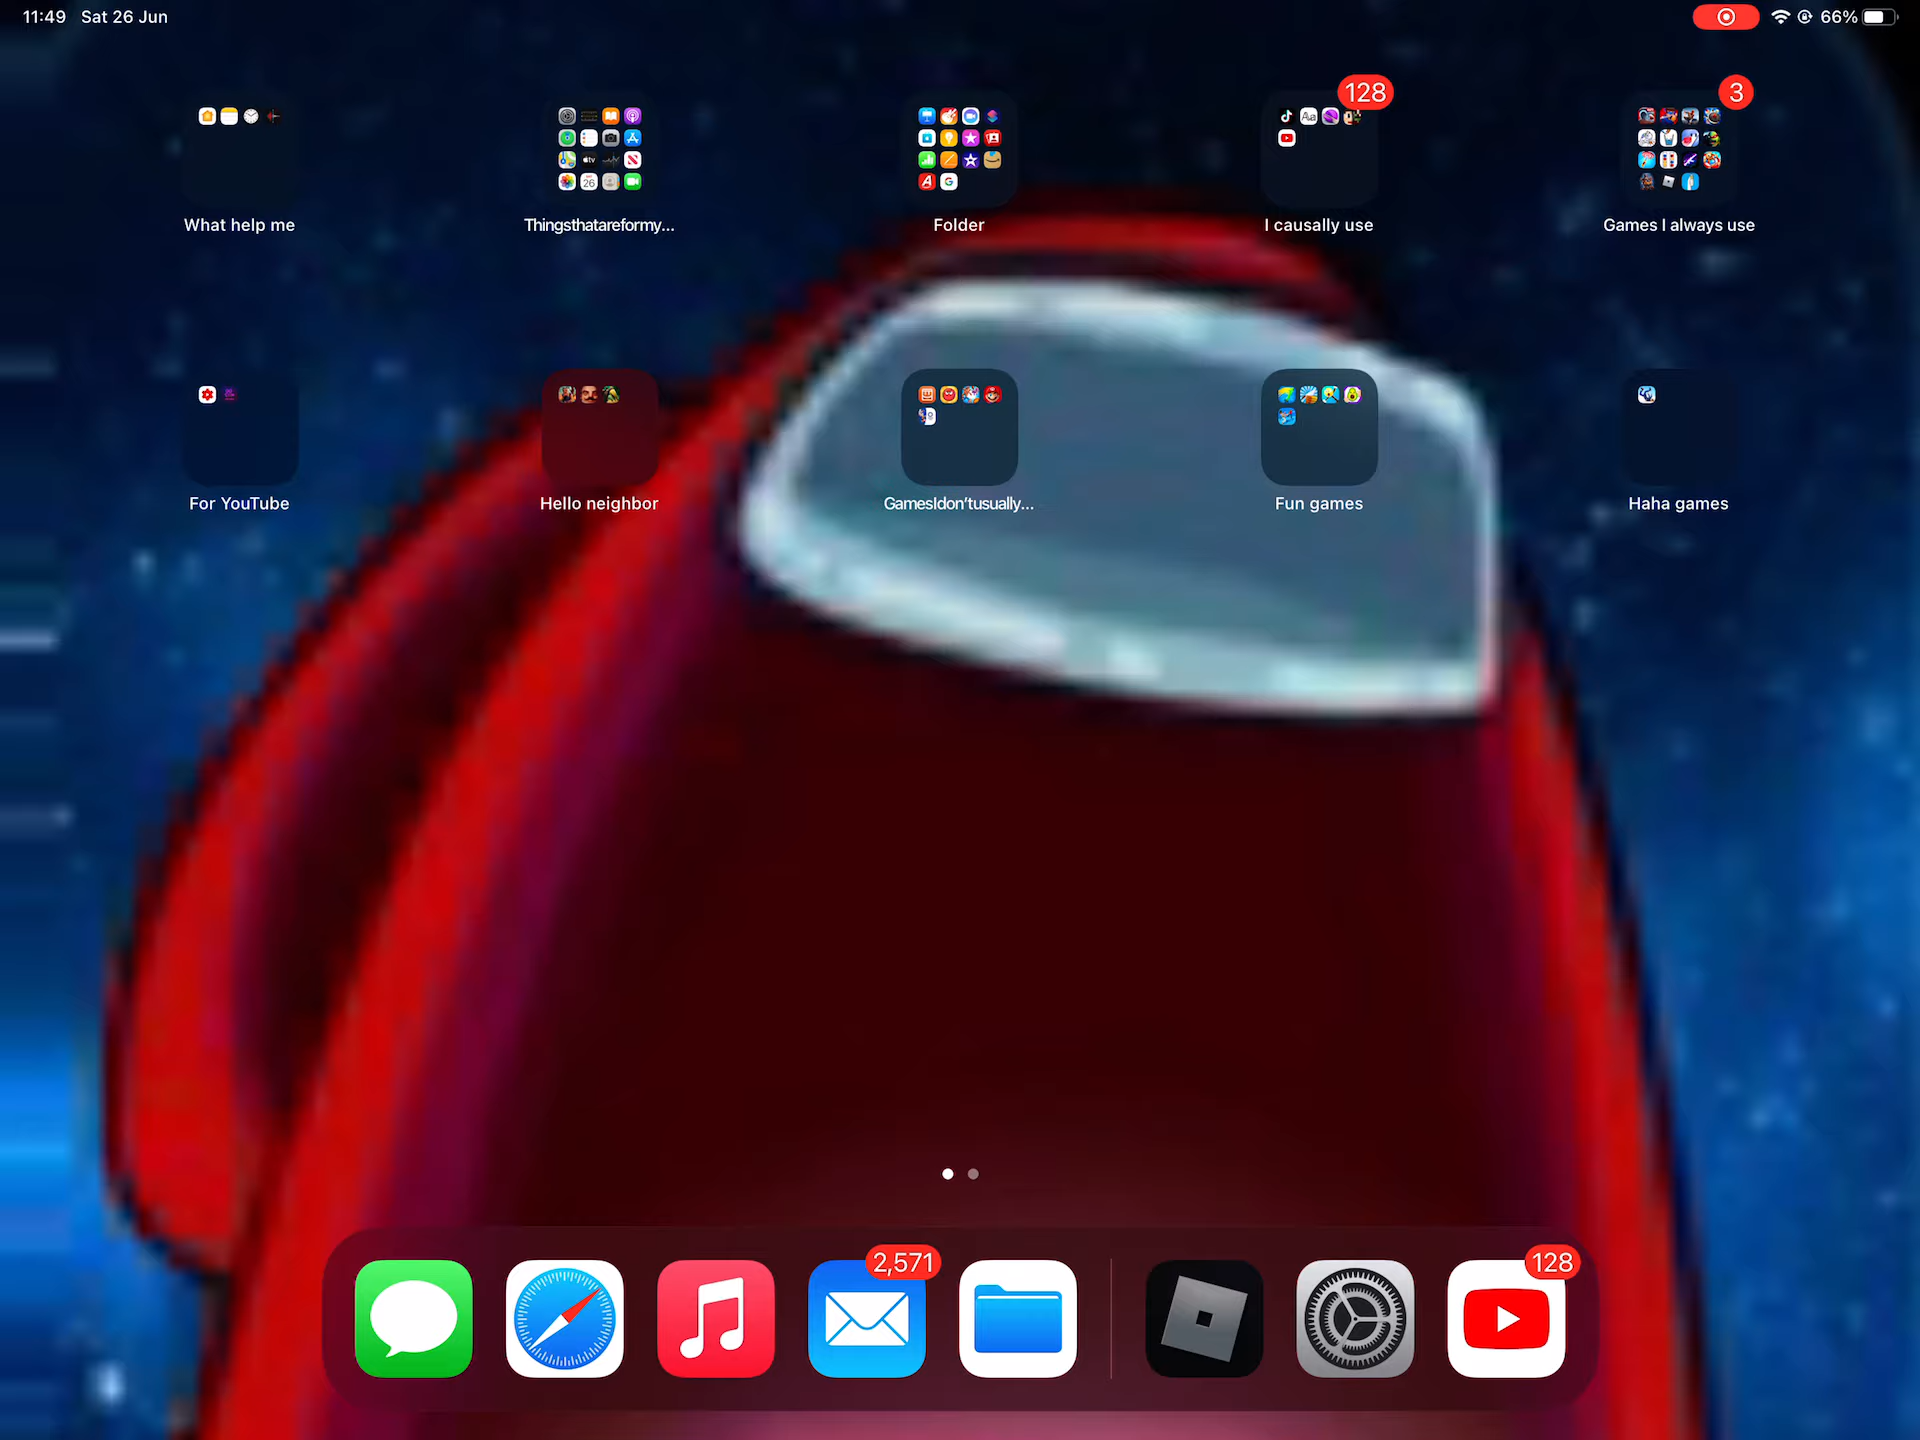 11:49 Sat 26 Jun 66%
128
3
What help me
Thingsthatareformy...
Folder
I causally use
Games I always use
For YouTube
Hello neighbor
GamesIdon'tusually...
Fun games
Haha games
2,571
128